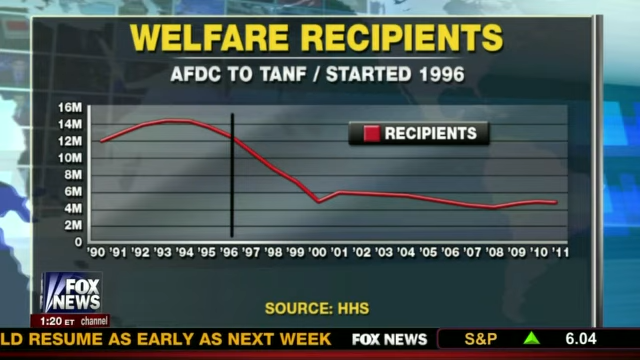 WELFARE RECIPIENTS
AFDC TO TANF / STARTED 1996
16M
14M
12M
10M
8M
6M
4M
2M
0
RECIPIENTS
'90 '91 '92 '93 '94 '95 '96 '97 '98 '99 '00 '01 '02 '03 '04 '05 '06 '07 '08 '09 '10 '11
SOURCE: HHS
FOX
NEWS
1:20 ET channel
LD RESUME AS EARLY AS NEXT WEEK FOX NEWS S&P 6.04